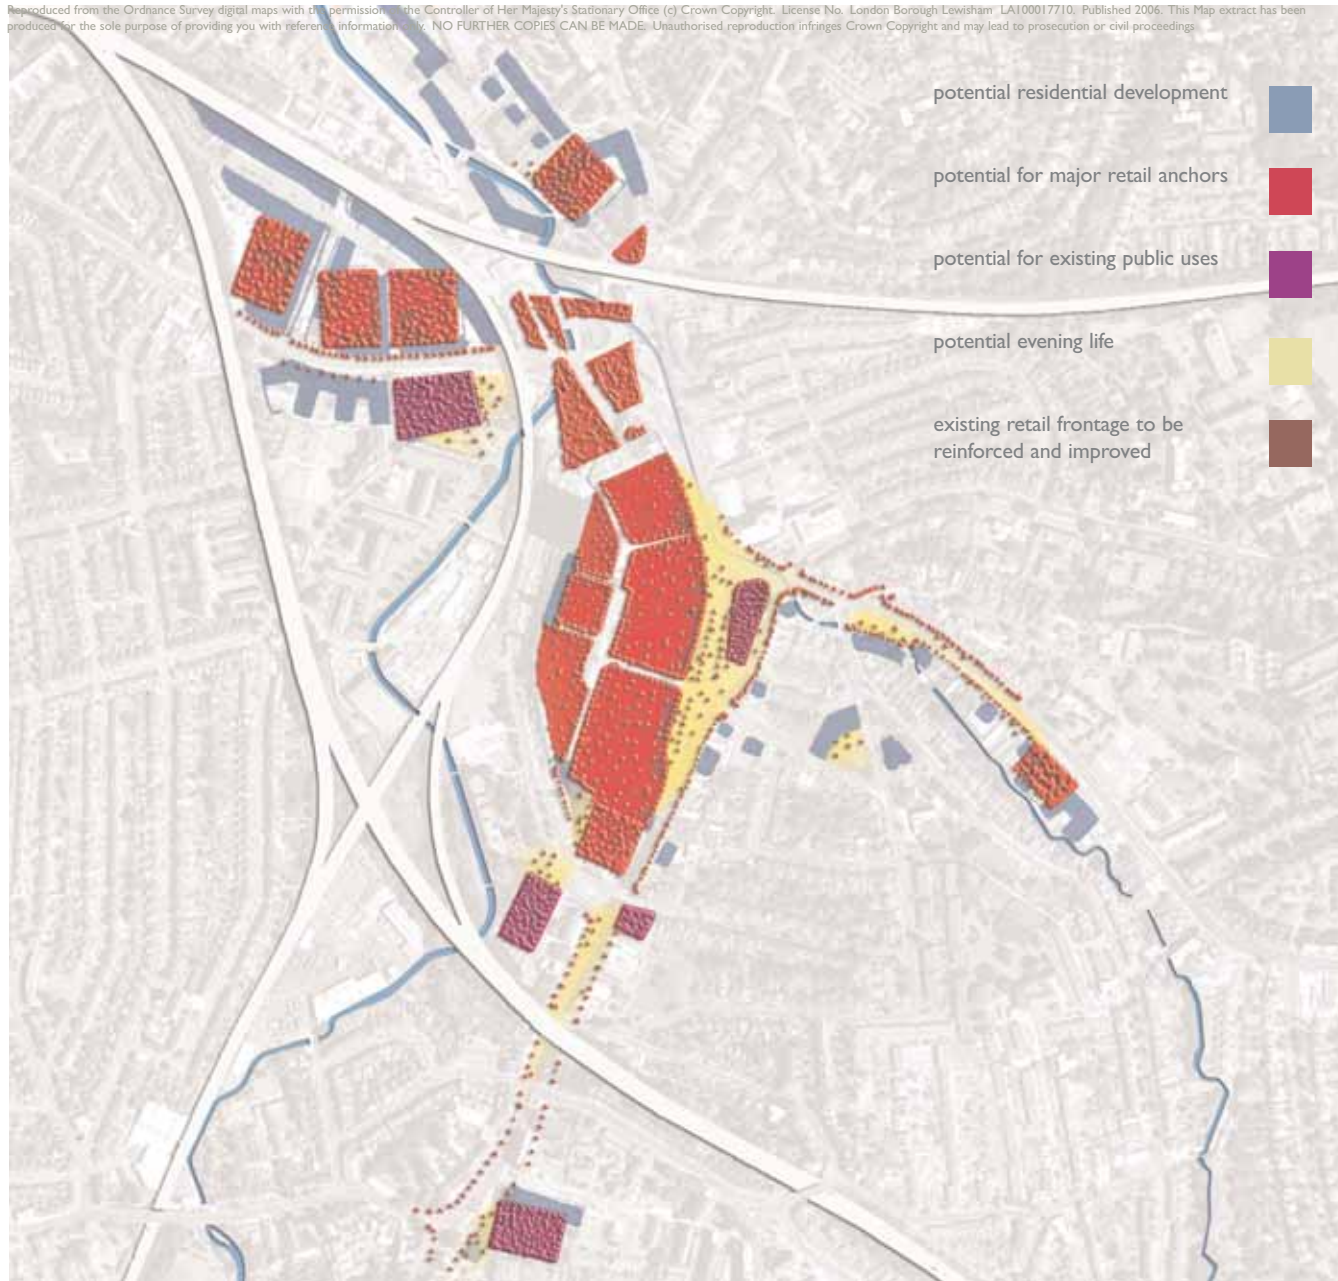 Reproduced from the Ordnance Survey digital maps with the permission of the Controller of Her Majesty's Stationary Office (c) Crown Copyright. License No. London Borough Lewisham LA100017710. Published 2006. This Map extract has been
produced for the sole purpose of providing you with reference information only. NO FURTHER COPIES CAN BE MADE. Unauthorised reproduction infringes Crown Copyright and may lead to prosecution or civil proceedings
potential residential development
potential for major retail anchors
potential for existing public uses
potential evening life
existing retail frontage to be
reinforced and improved